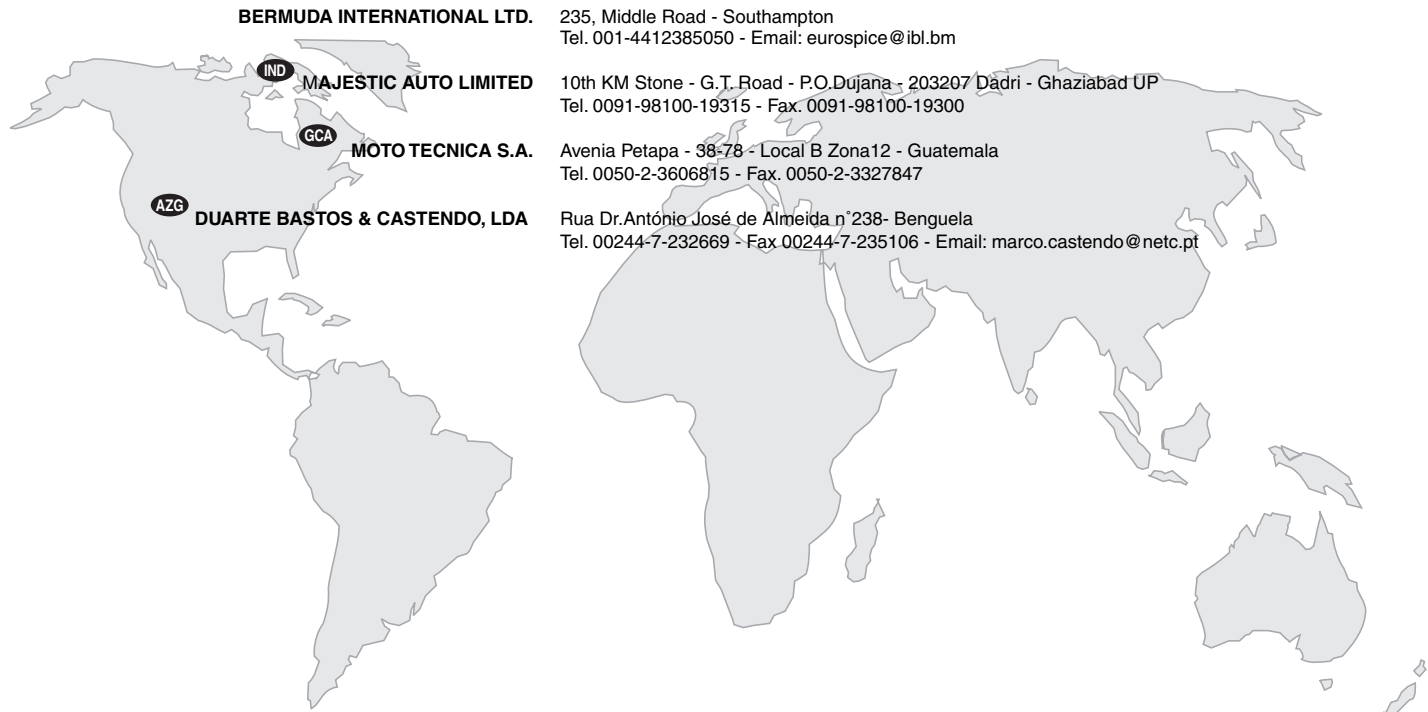 BERMUDA INTERNATIONAL LTD. 235, Middle Road - Southampton
Tel. 001-4412385050 - Email: eurospice@ibl.bm
IND MAJESTIC AUTO LIMITED 10th KM Stone - G.T. Road - P.O.Dujana - 203207 Dadri - Ghaziabad UP
Tel. 0091-98100-19315 - Fax. 0091-98100-19300
GCA MOTO TECNICA S.A. Avenia Petapa - 38-78 - Local B Zona12 - Guatemala
Tel. 0050-2-3606815 - Fax. 0050-2-3327847
AZG DUARTE BASTOS & CASTENDO, LDA Rua Dr.António José de Almeida n°238- Benguela
Tel. 00244-7-232669 - Fax 00244-7-235106 - Email: marco.castendo@netc.pt